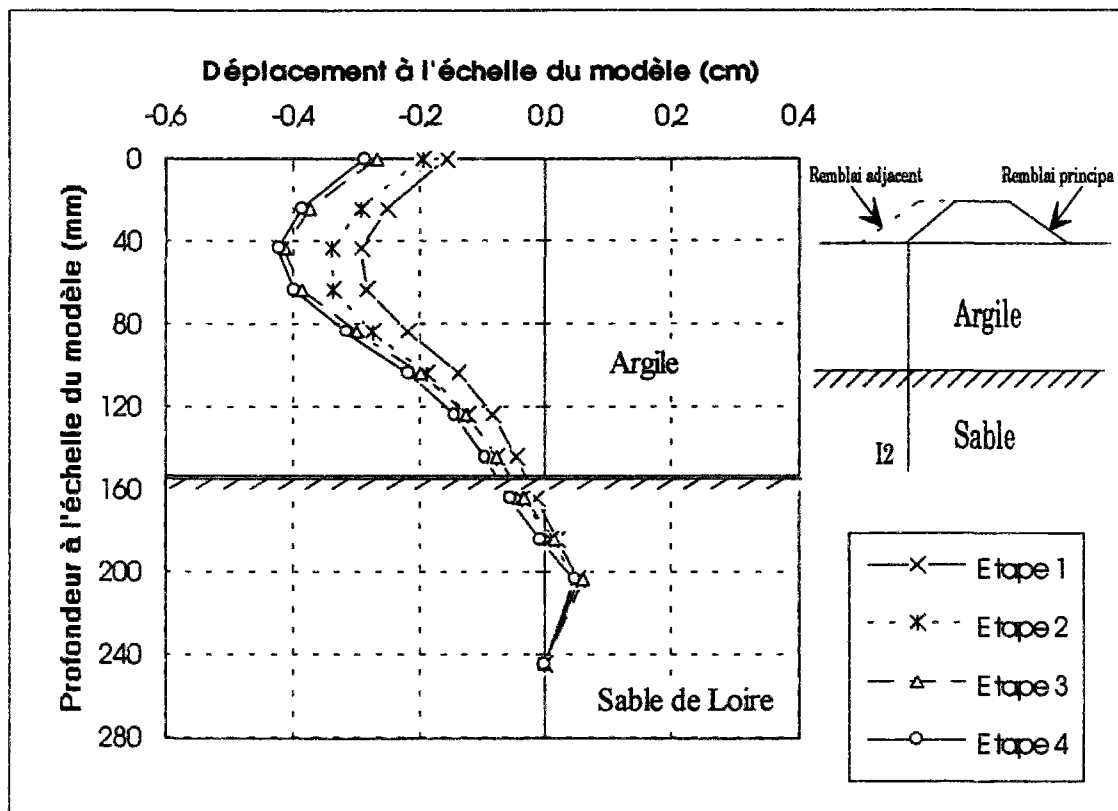 Déplacement à l'échelle du modèle (cm)
-0,6 -0,4 -0,2 0,0 0,2 0,4
Profondeur à l'échelle du modèle (mm)
0
40
80
120
160
200
240
280
Argile
Sable de Loire
Remblai adjacent
Remblai principa
Argile
Sable
I2
Etape 1
Etape 2
Etape 3
Etape 4